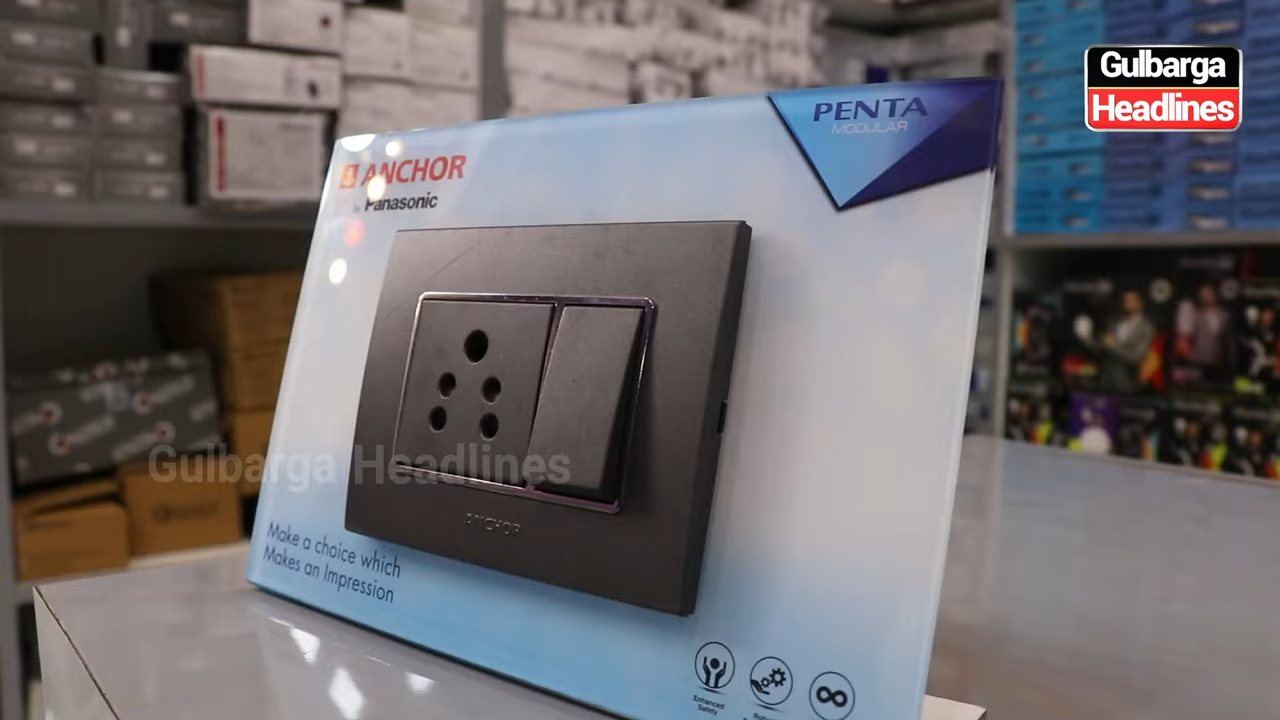 Gulbarga
Headlines
PENTA
MODULAR
ANCHOR
by Panasonic
Gulbarga Headlines
ANCHOR
Make a choice which
Makes an Impression
Enhanced
Safety